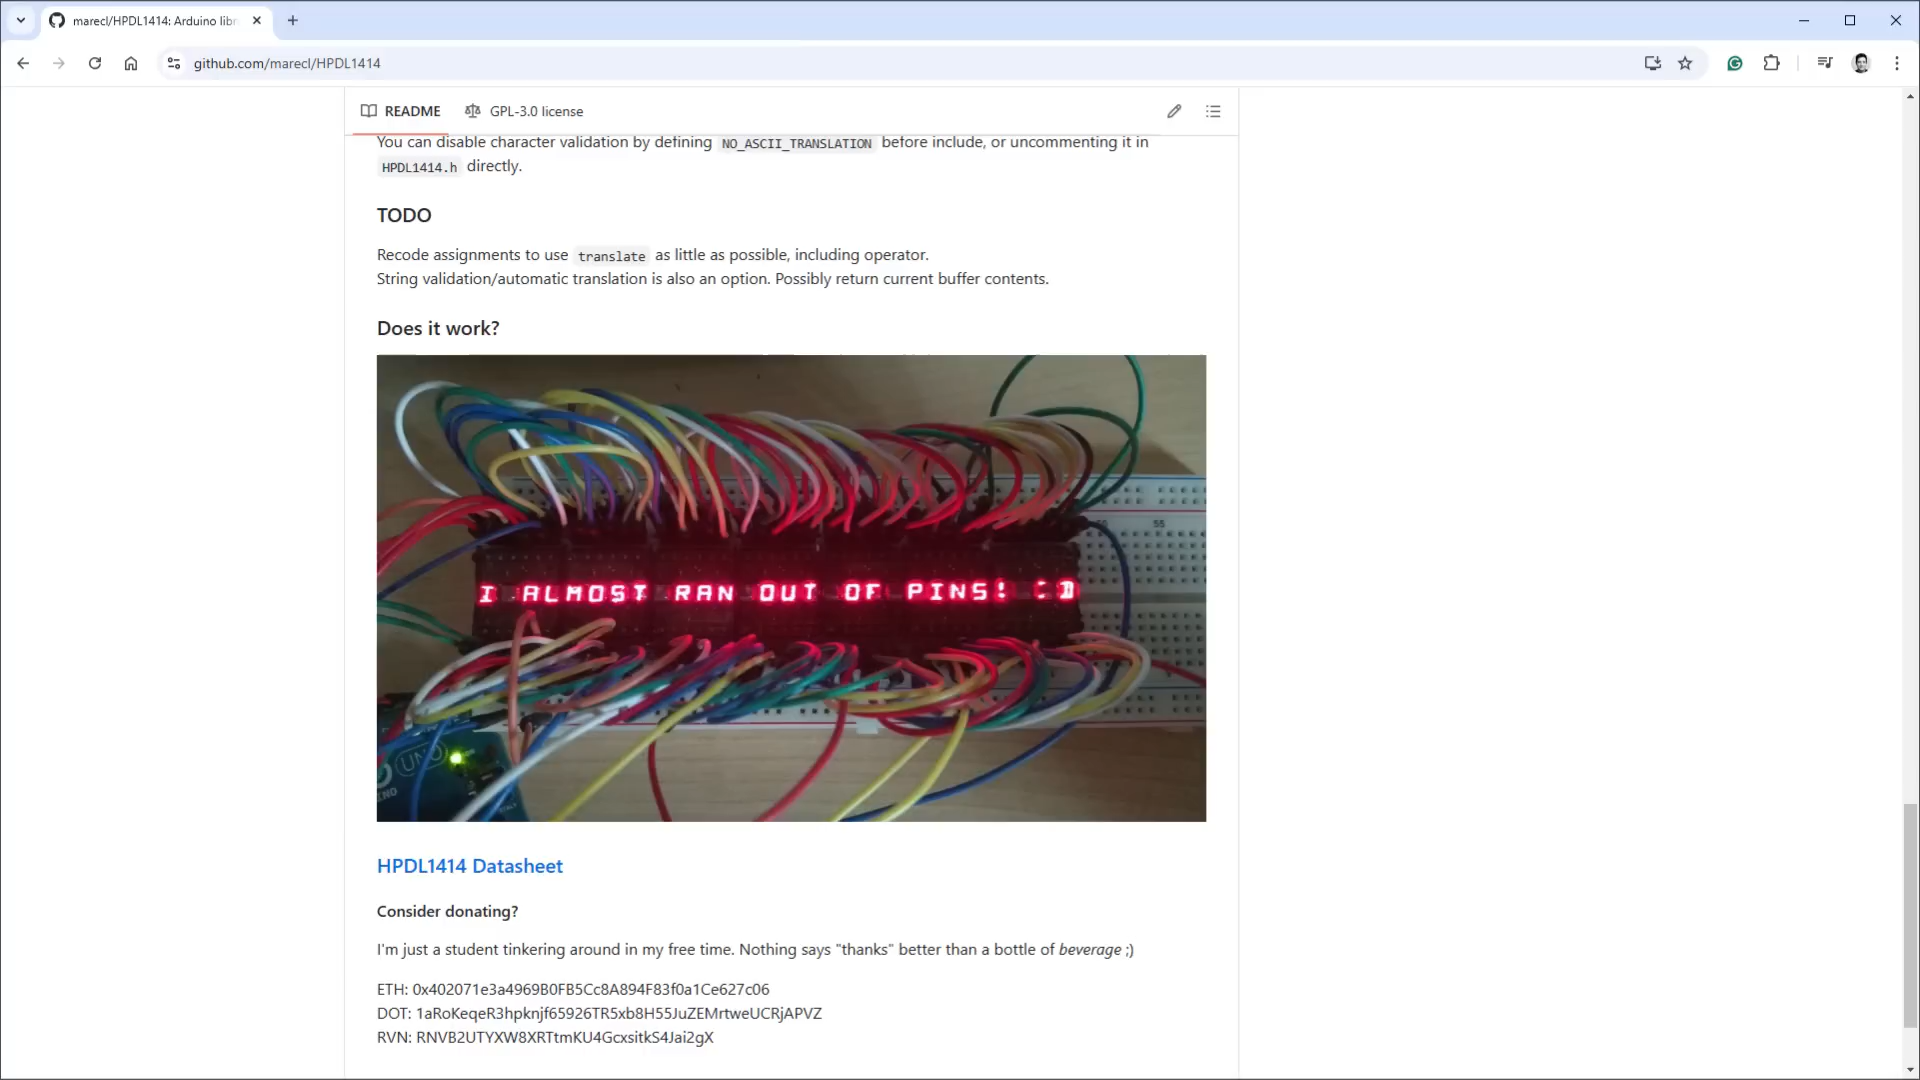 marecl/HPDL1414: Arduino libr
github.com/marecl/HPDL1414
README
GPL-3.0 license
You can disable character validation by defining NO_ASCII_TRANSLATION before include, or uncommenting it in
HPDL1414.h directly.
TODO
Recode assignments to use translate as little as possible, including operator.
String validation/automatic translation is also an option. Possibly return current buffer contents.
Does it work?
55
I ALMOST RAN OUT OF PINS! :D
UNO
HPDL1414 Datasheet
Consider donating?
I'm just a student tinkering around in my free time. Nothing says "thanks" better than a bottle of beverage ;)
ETH: 0x402071e3a4969B0FB5Cc8A894F83f0a1Ce627c06
DOT: 1aRoKeqeR3hpknjf65926TR5xb8H55JuZEMrtweUCRjAPVZ
RVN: RNVB2UTYXW8XRTtmKU4GcxsitkS4Jai2gX